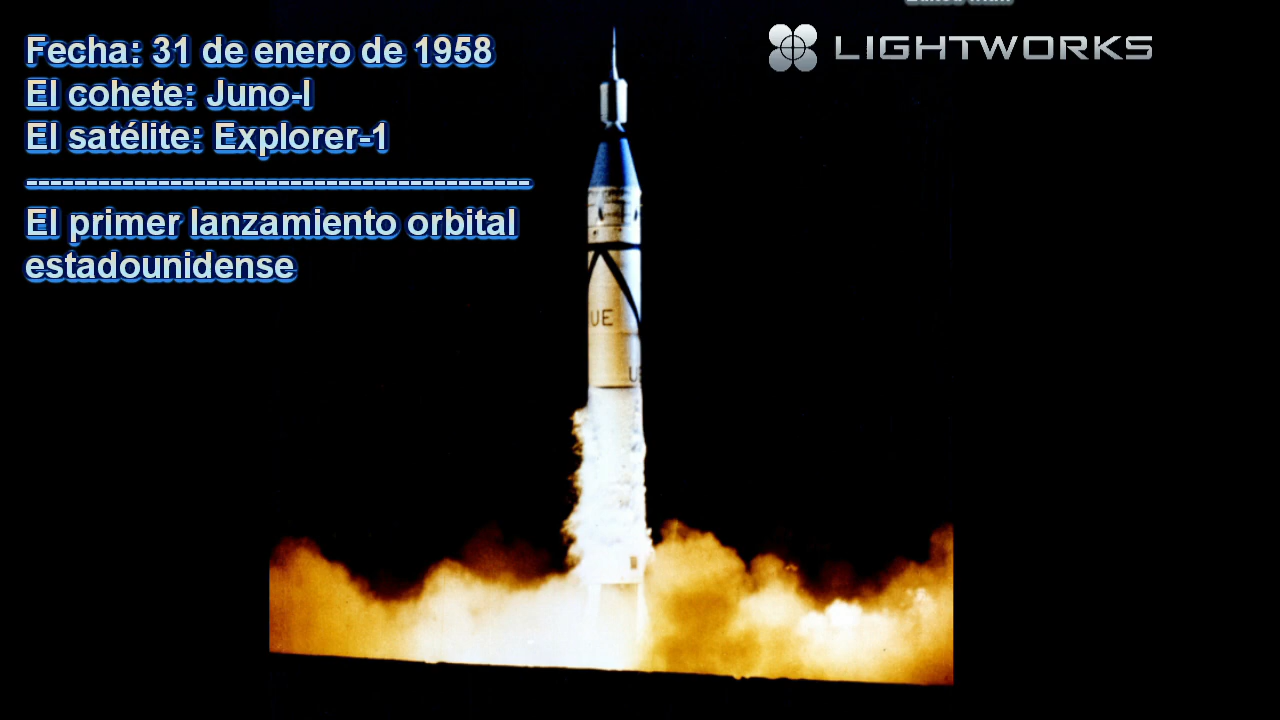 Fecha: 31 de enero de 1958
El cohete: Juno-I
El satélite: Explorer-1
------------------------------------------
El primer lanzamiento orbital
estadounidense
LIGHTWORKS
UE